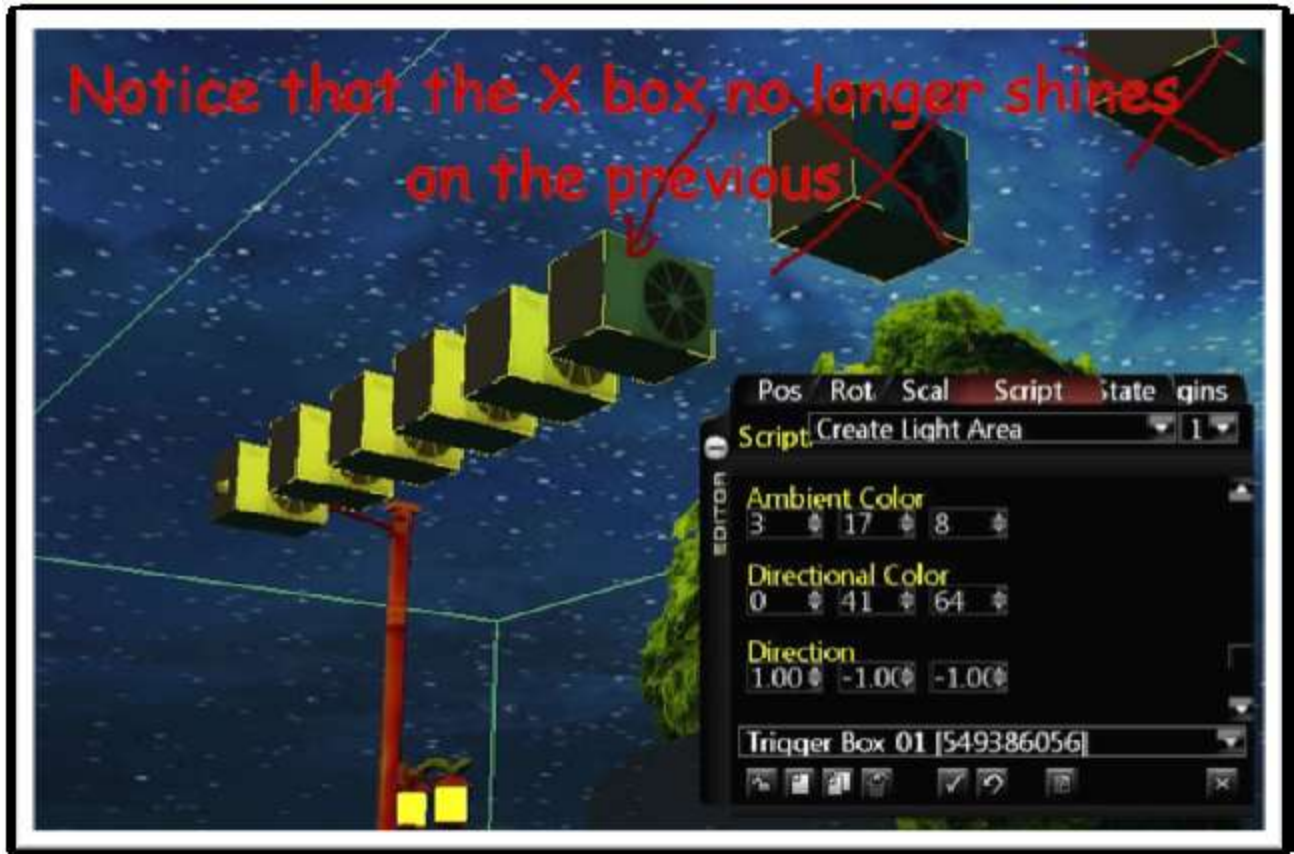 Notice that the X box no longer shines
on the previous
Pos Rot Scal Script State gins
Script: Create Light Area 1
EDITOR
Ambient Color
3 17 8
Directional Color
0 41 64
Direction
1.00 -1.00 -1.00
Trigger Box 01 [549386056]